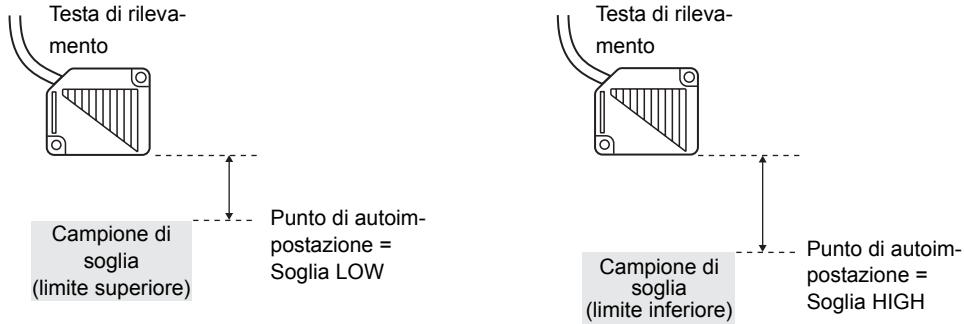 Testa di rileva-
mento
Punto di autoim-
postazione =
Soglia LOW
Campione di
soglia
(limite superiore)
Testa di rileva-
mento
Punto di autoim-
postazione =
Soglia HIGH
Campione di
soglia
(limite inferiore)